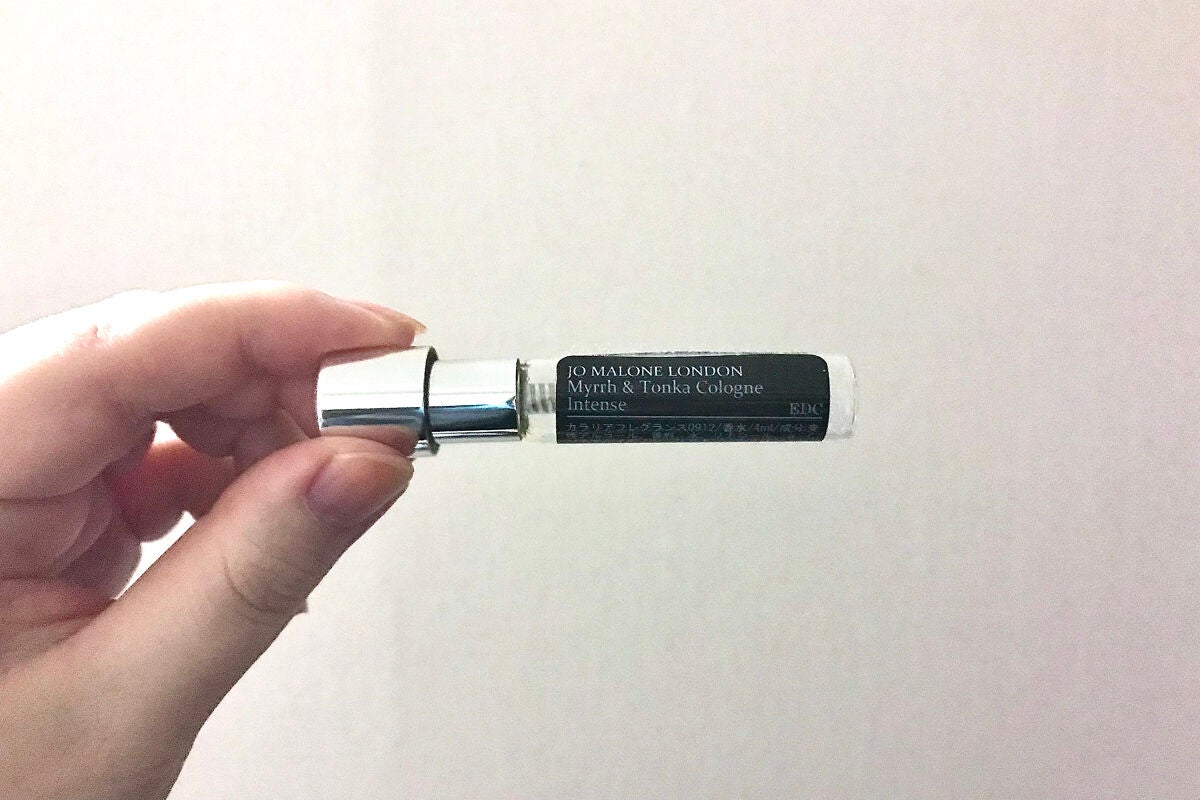 JO MALONE LONDON
Myrrh & Tonka Cologne
Intense
EDC
カラリアフレグランス0912/香水/4ml/成分変